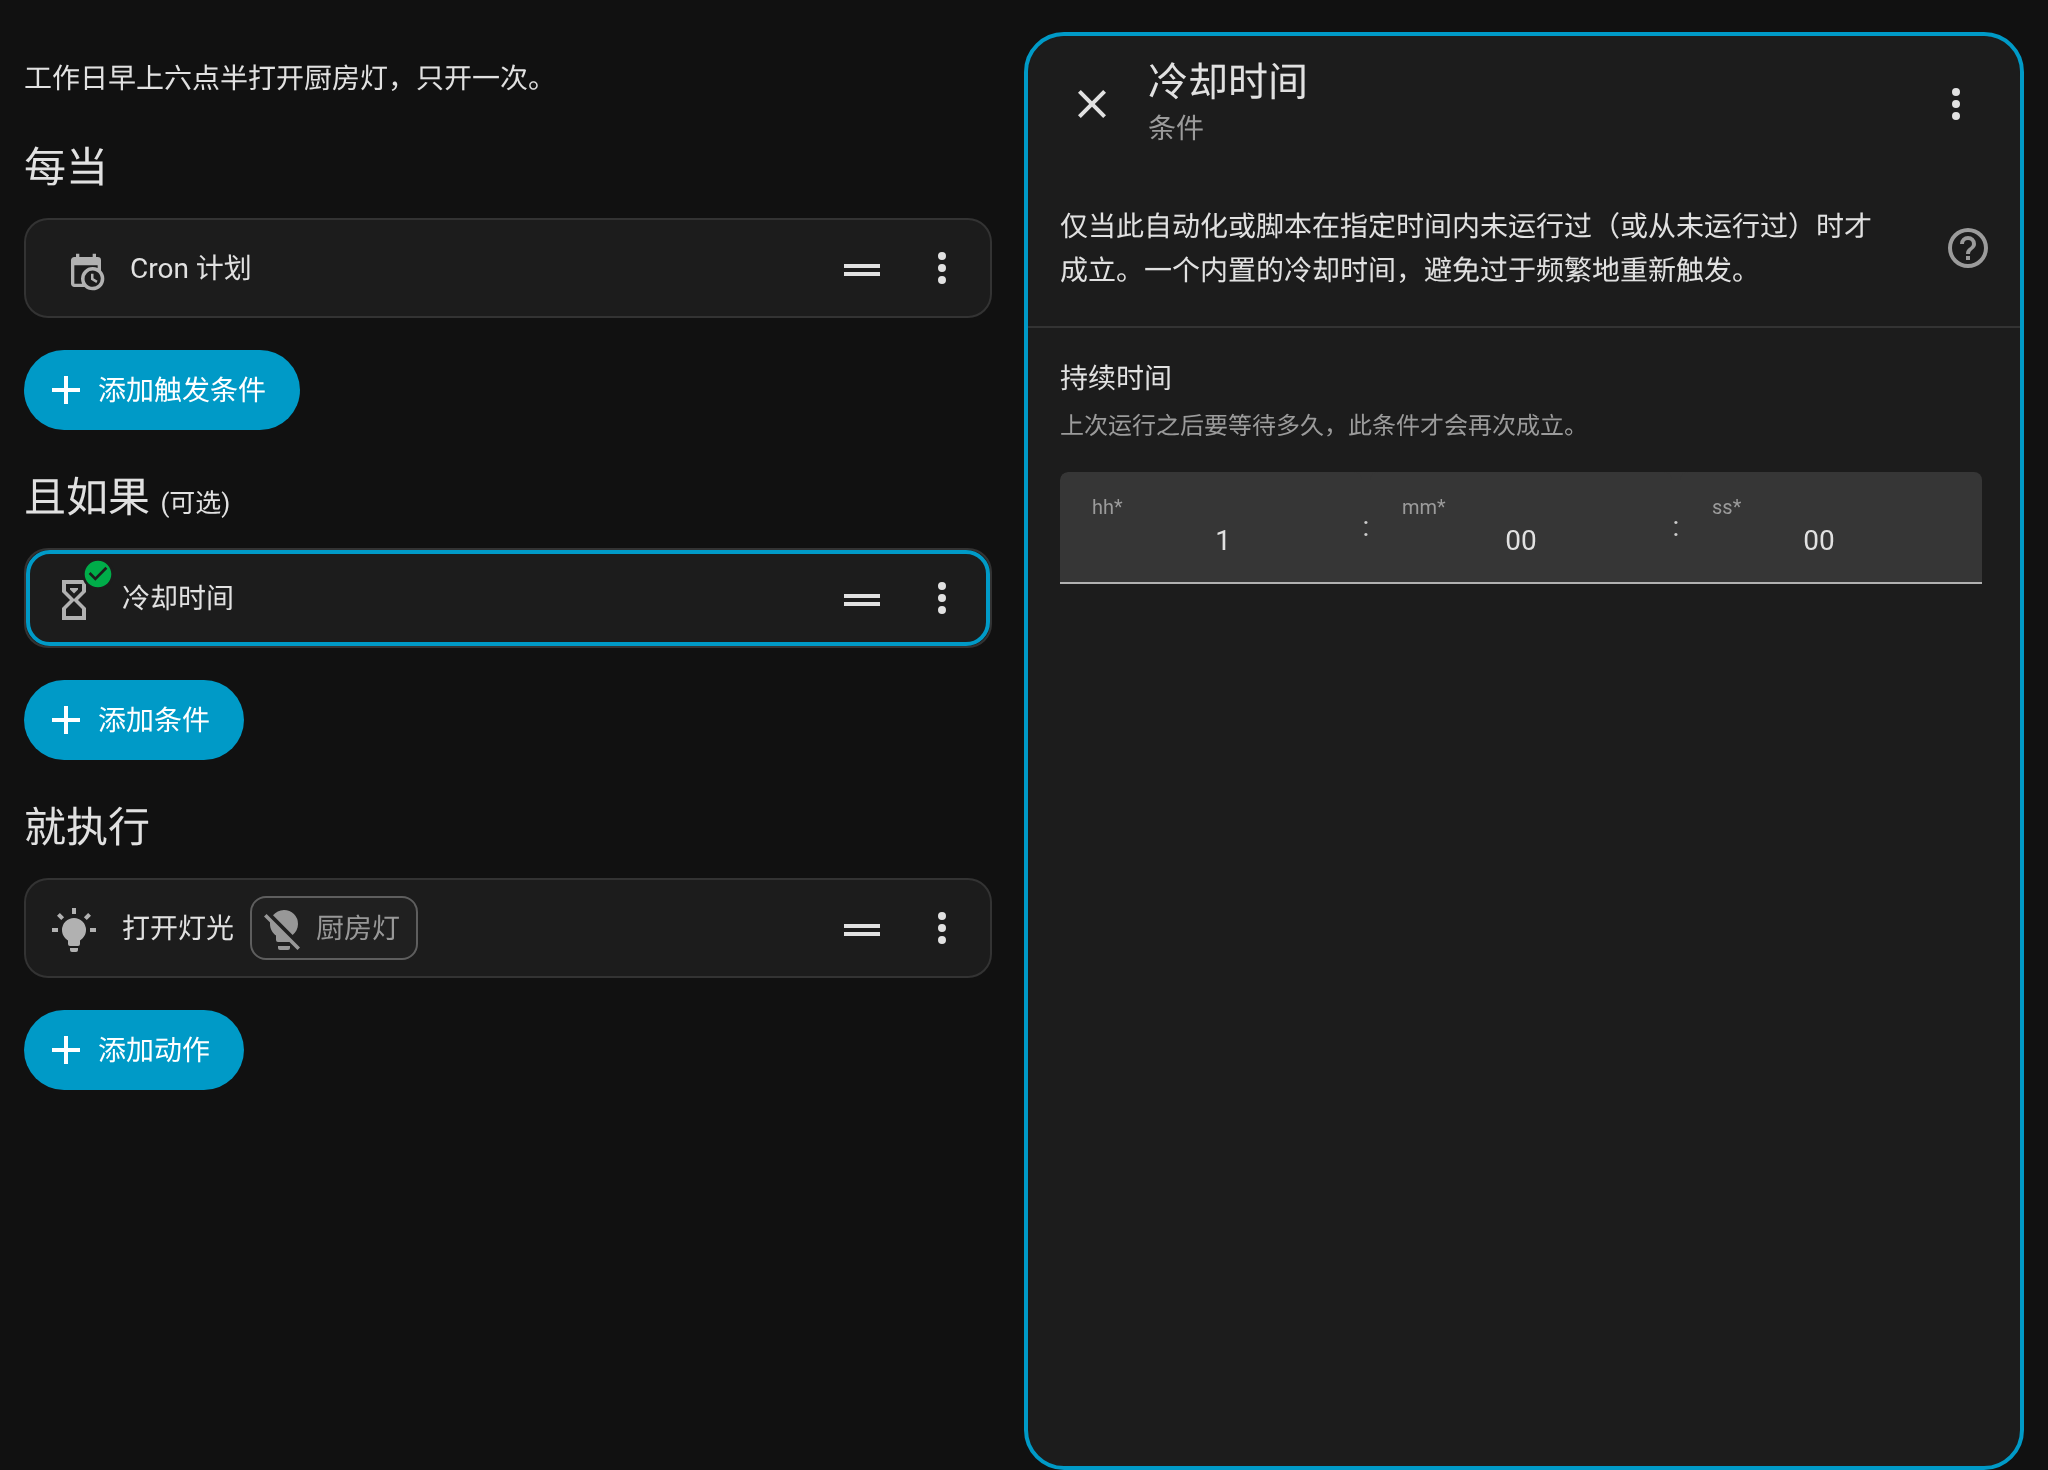 工作日早上六点半打开厨房灯，只开一次。
每当
Cron 计划
添加触发条件
且如果 (可选)
冷却时间
添加条件
就执行
打开灯光 厨房灯
添加动作
冷却时间
条件
仅当此自动化或脚本在指定时间内未运行过（或从未运行过）时才
成立。一个内置的冷却时间，避免过于频繁地重新触发。
持续时间
上次运行之后要等待多久，此条件才会再次成立。
hh* mm* ss*
1 : 00 : 00